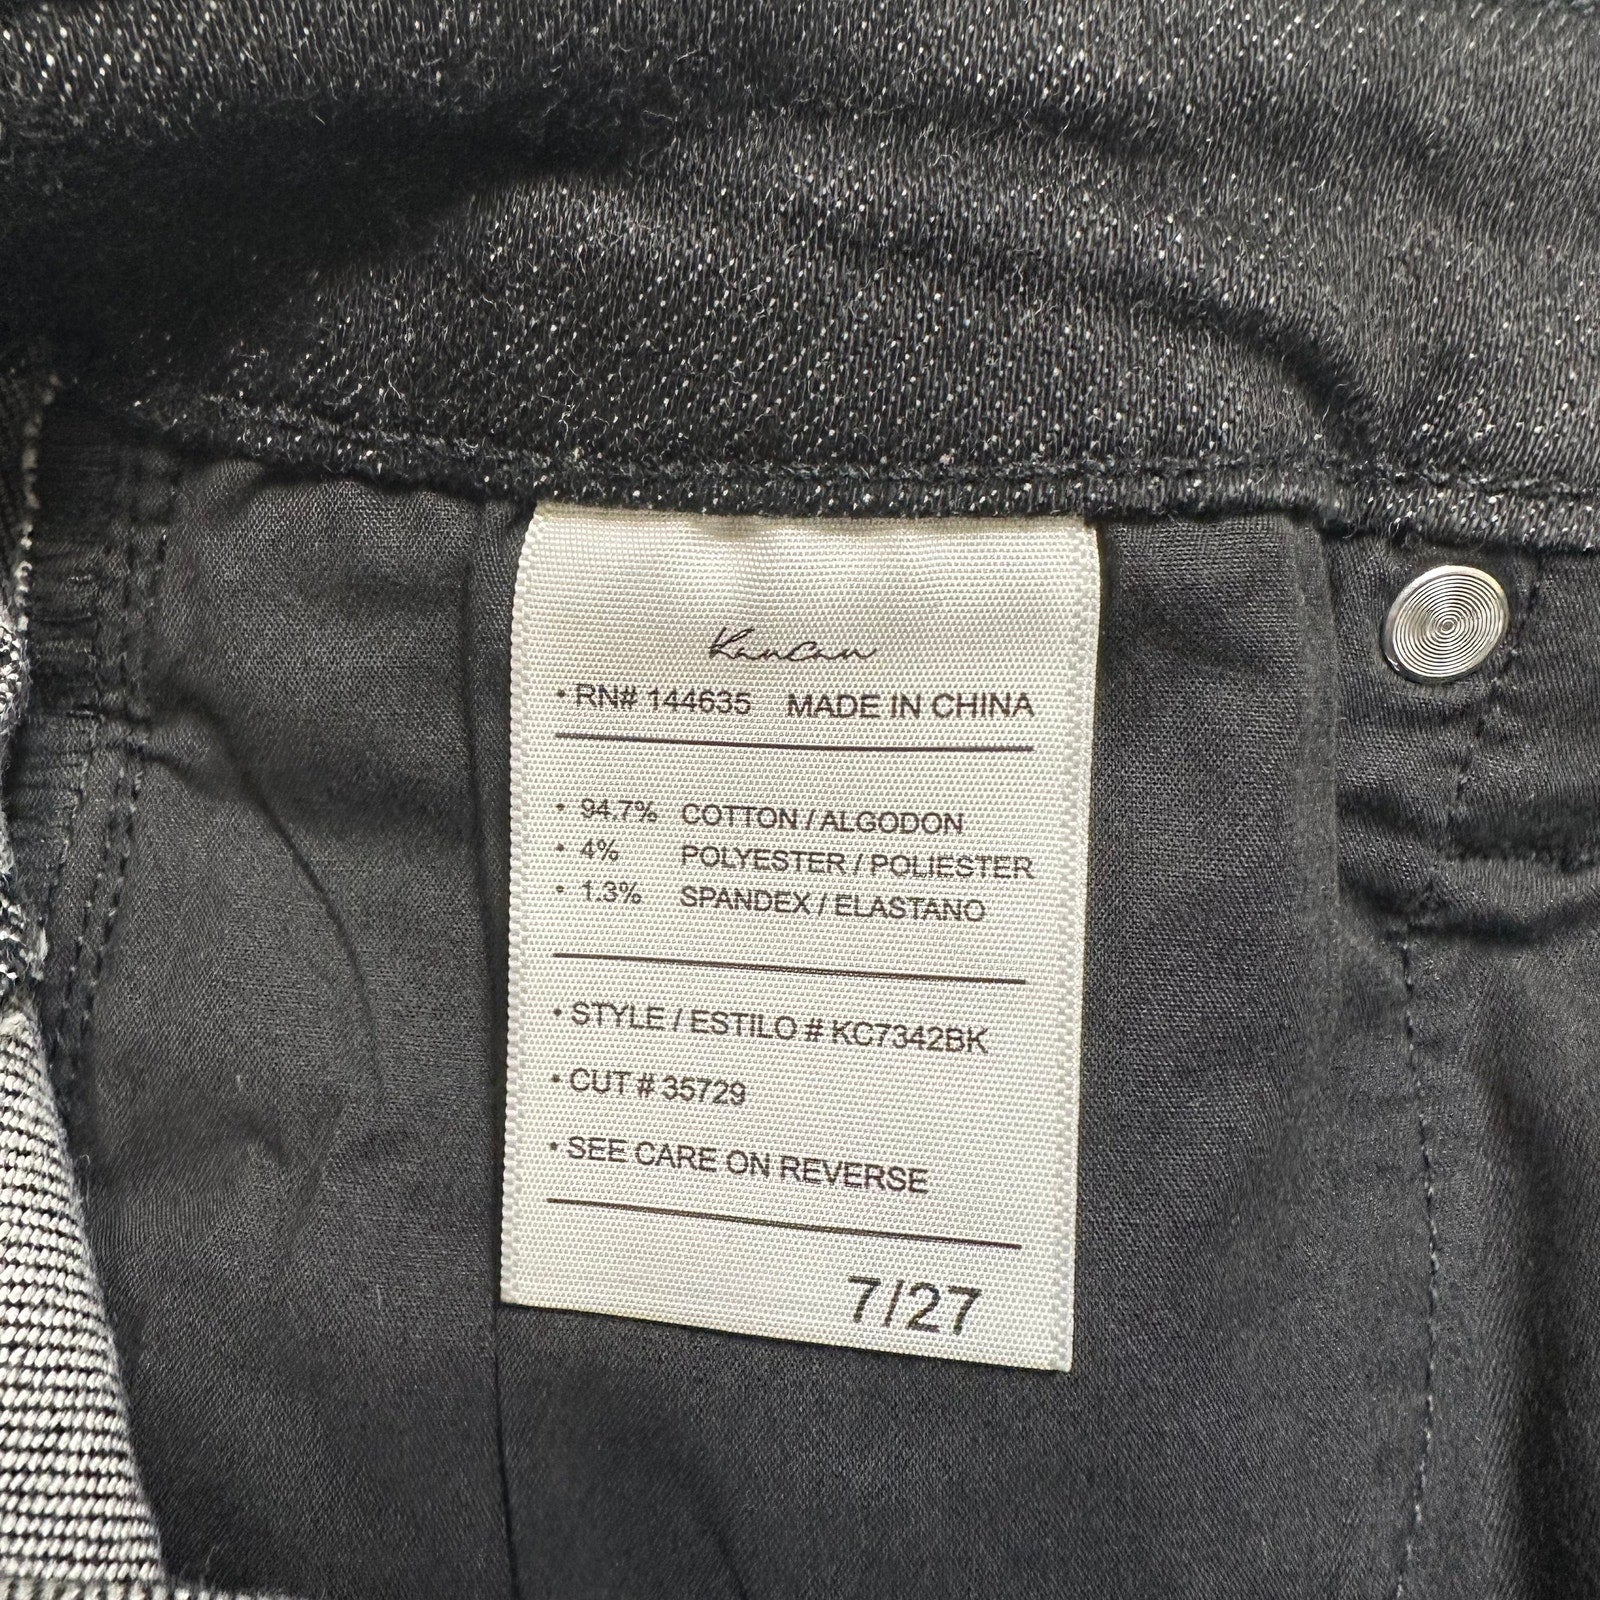 KanCan
• RN# 144635 MADE IN CHINA
• 94.7% COTTON / ALGODON
• 4% POLYESTER / POLIESTER
• 1.3% SPANDEX / ELASTANO
• STYLE / ESTILO # KC7342BK
• CUT # 35729
• SEE CARE ON REVERSE
7/27